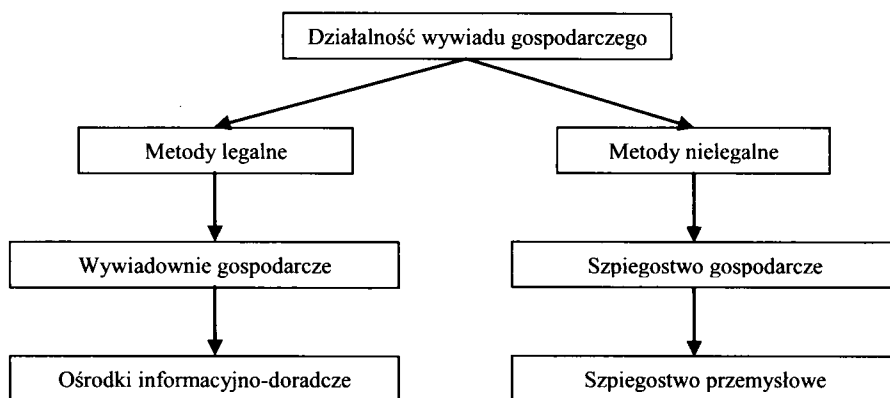 Działalność wywiadu gospodarczego
Metody legalne
Metody nielegalne
Wywiadownie gospodarcze
Szpiegostwo gospodarcze
Ośrodki informacyjno-doradcze
Szpiegostwo przemysłowe